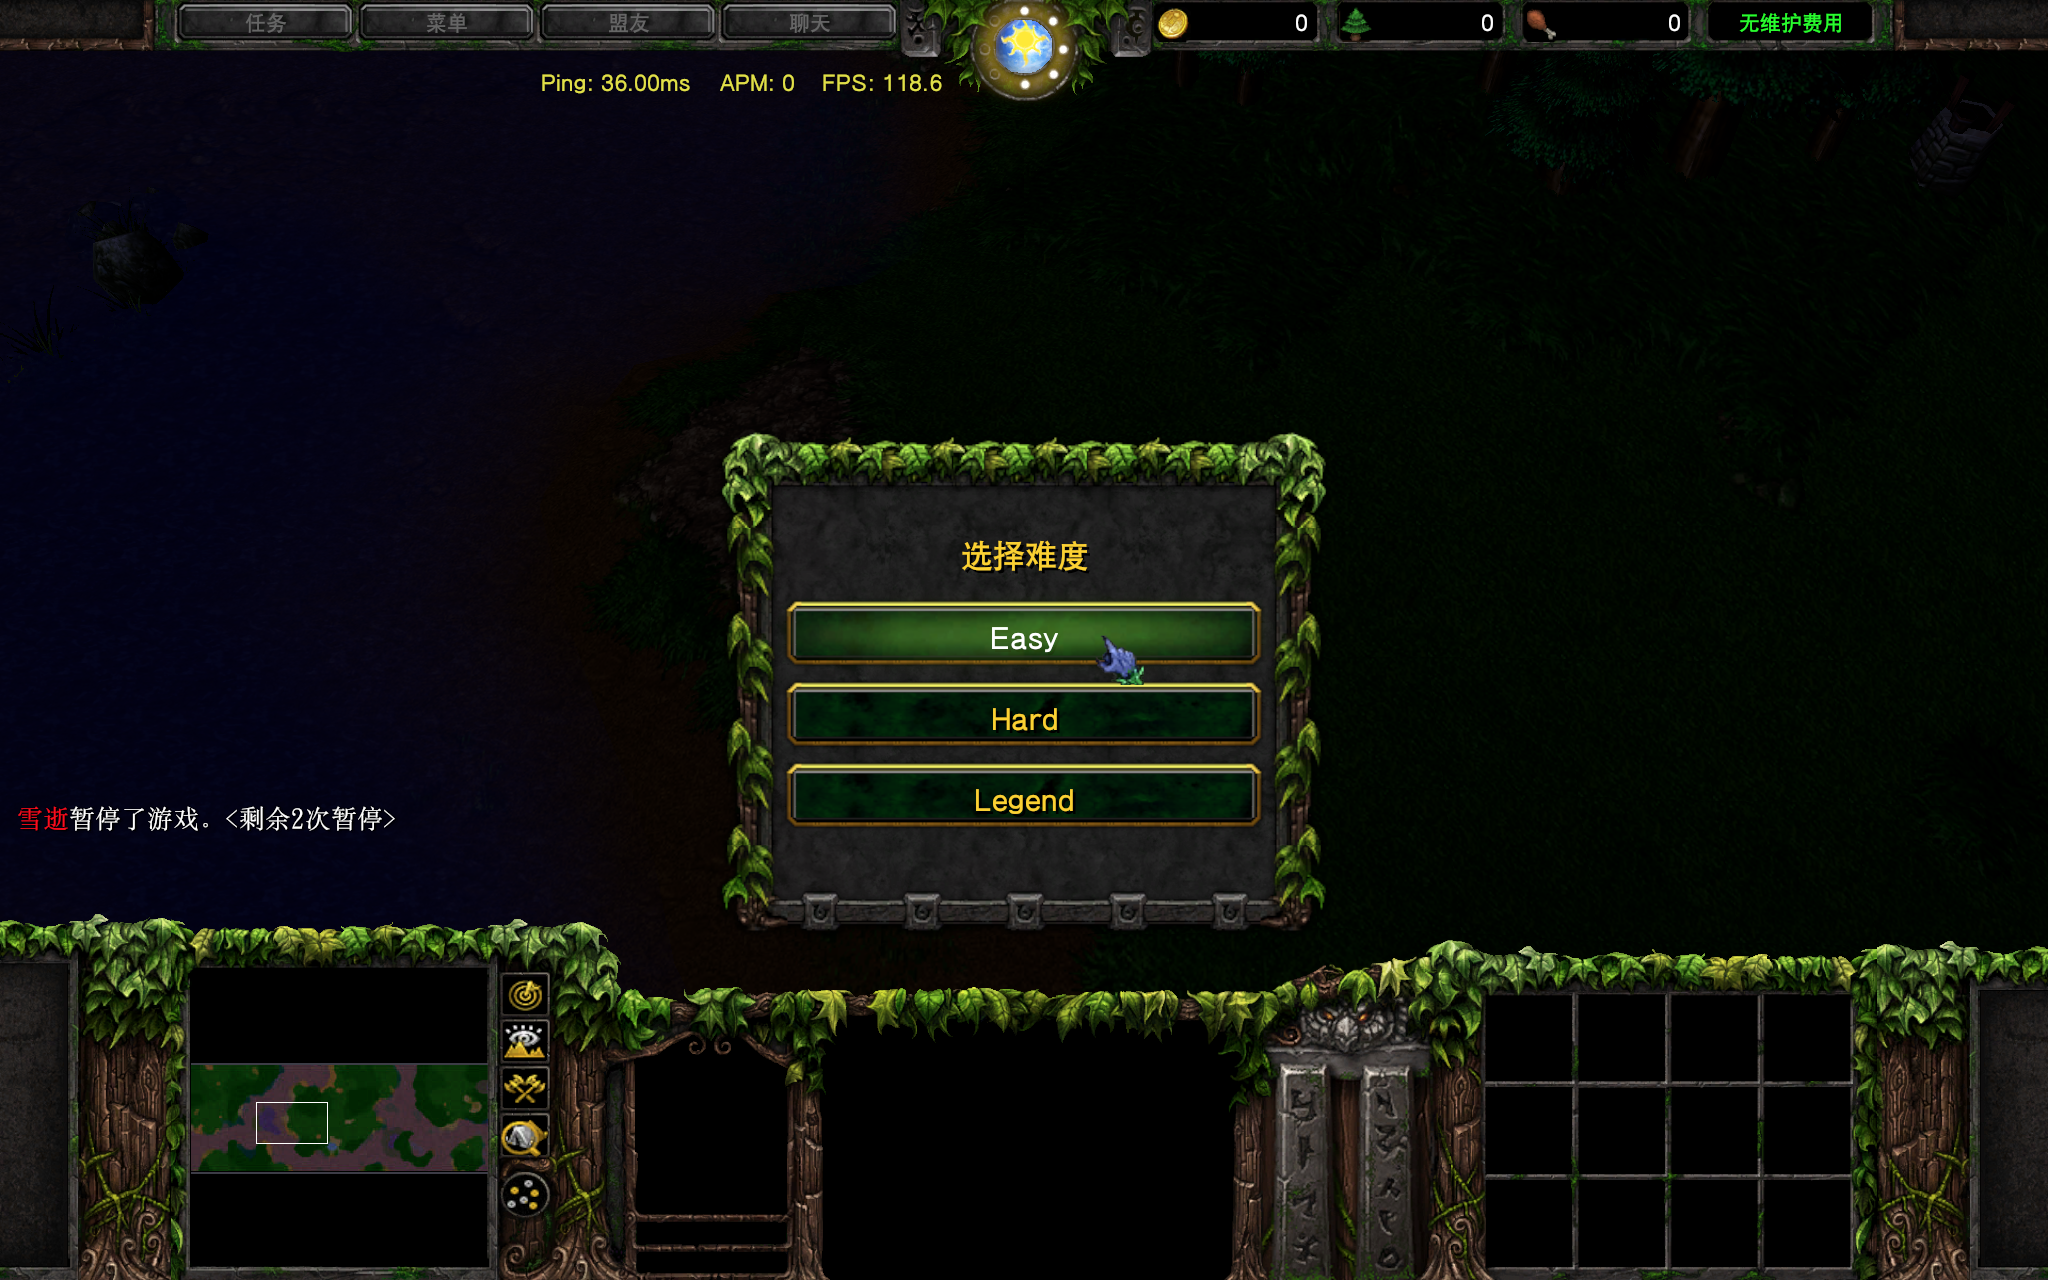 任务 菜单 盟友 聊天 0 0 0 无维护费用
Ping: 36.00ms APM: 0 FPS: 118.6
选择难度
Easy
Hard
Legend
雪逝暂停了游戏。<剩余2次暂停>